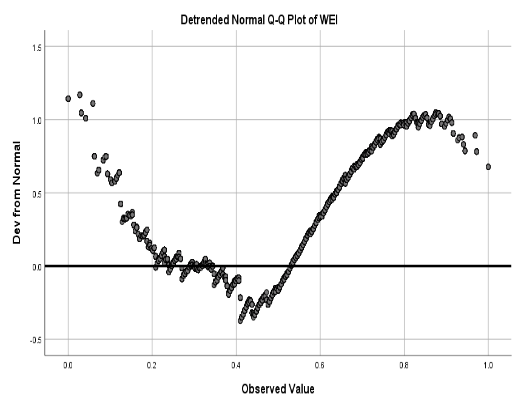 Detrended Normal Q-Q Plot of WEI
1.5
1.0
0.5
0.0
-0.5
Dev from Normal
0.0 0.2 0.4 0.6 0.8 1.0
Observed Value